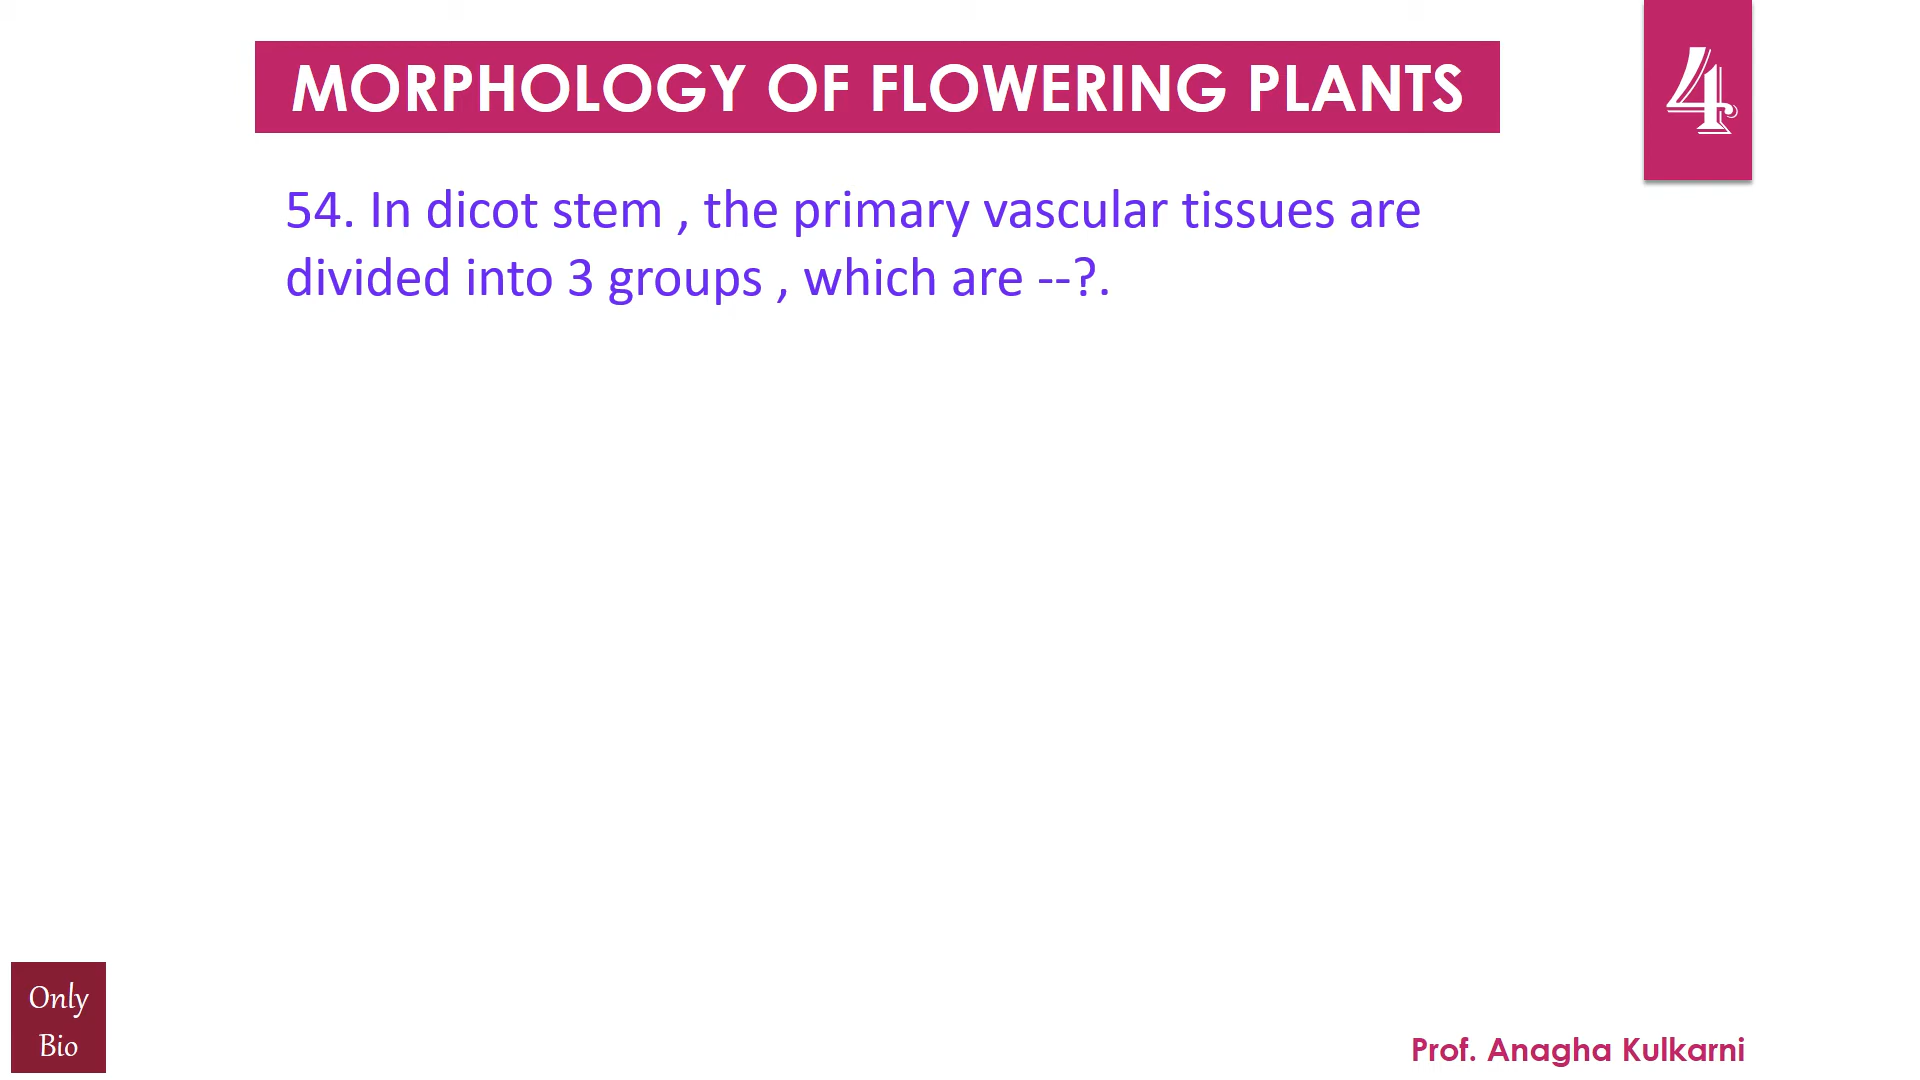 MORPHOLOGY OF FLOWERING PLANTS
4
54. In dicot stem , the primary vascular tissues are
divided into 3 groups , which are --?.
Only
Bio
Prof. Anagha Kulkarni